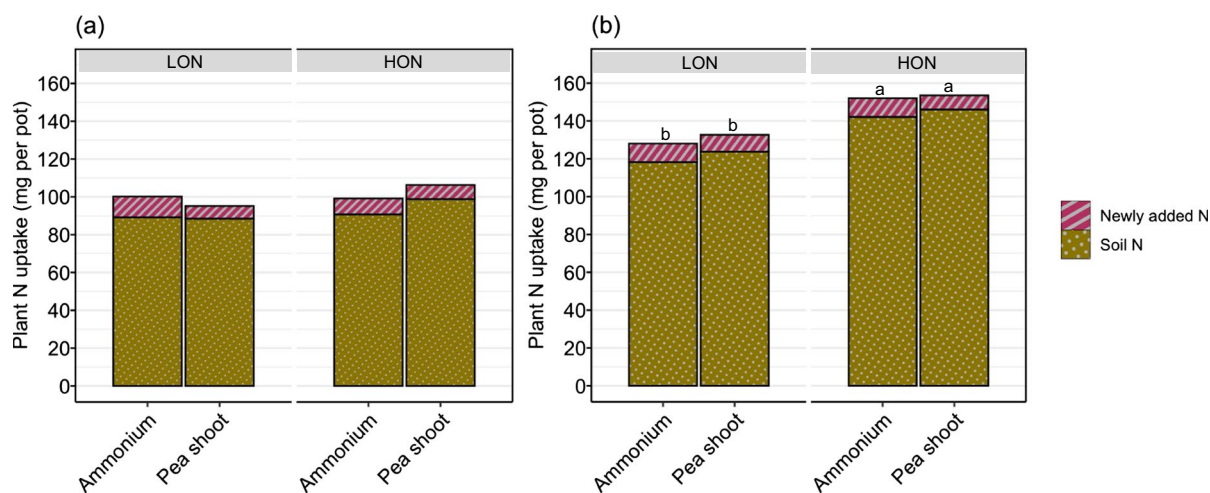 (a)
LON HON
Plant N uptake (mg per pot)
160
140
120
100
80
60
40
20
0
Ammonium
Pea shoot
Ammonium
Pea shoot
(b)
LON HON
Plant N uptake (mg per pot)
160
140
120
100
80
60
40
20
0
b
b
a
a
Ammonium
Pea shoot
Ammonium
Pea shoot
Newly added N
Soil N